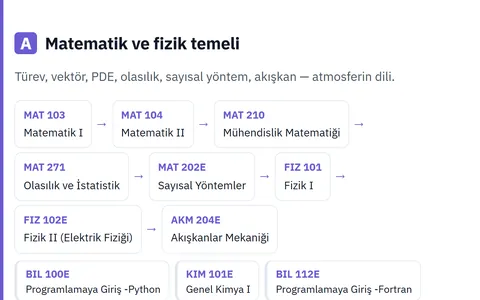 A Matematik ve fizik temeli
Türev, vektör, PDE, olasılık, sayısal yöntem, akışkan — atmosferin dili.
MAT 103 → MAT 104 → MAT 210 →
Matematik I Matematik II Mühendislik Matematiği
MAT 271 → MAT 202E → FIZ 101 →
Olasılık ve İstatistik Sayısal Yöntemler Fizik I
FIZ 102E → AKM 204E
Fizik II (Elektrik Fiziği) Akışkanlar Mekaniği
BIL 100E KIM 101E BIL 112E
Programlamaya Giriş -Python Genel Kimya I Programlamaya Giriş -Fortran